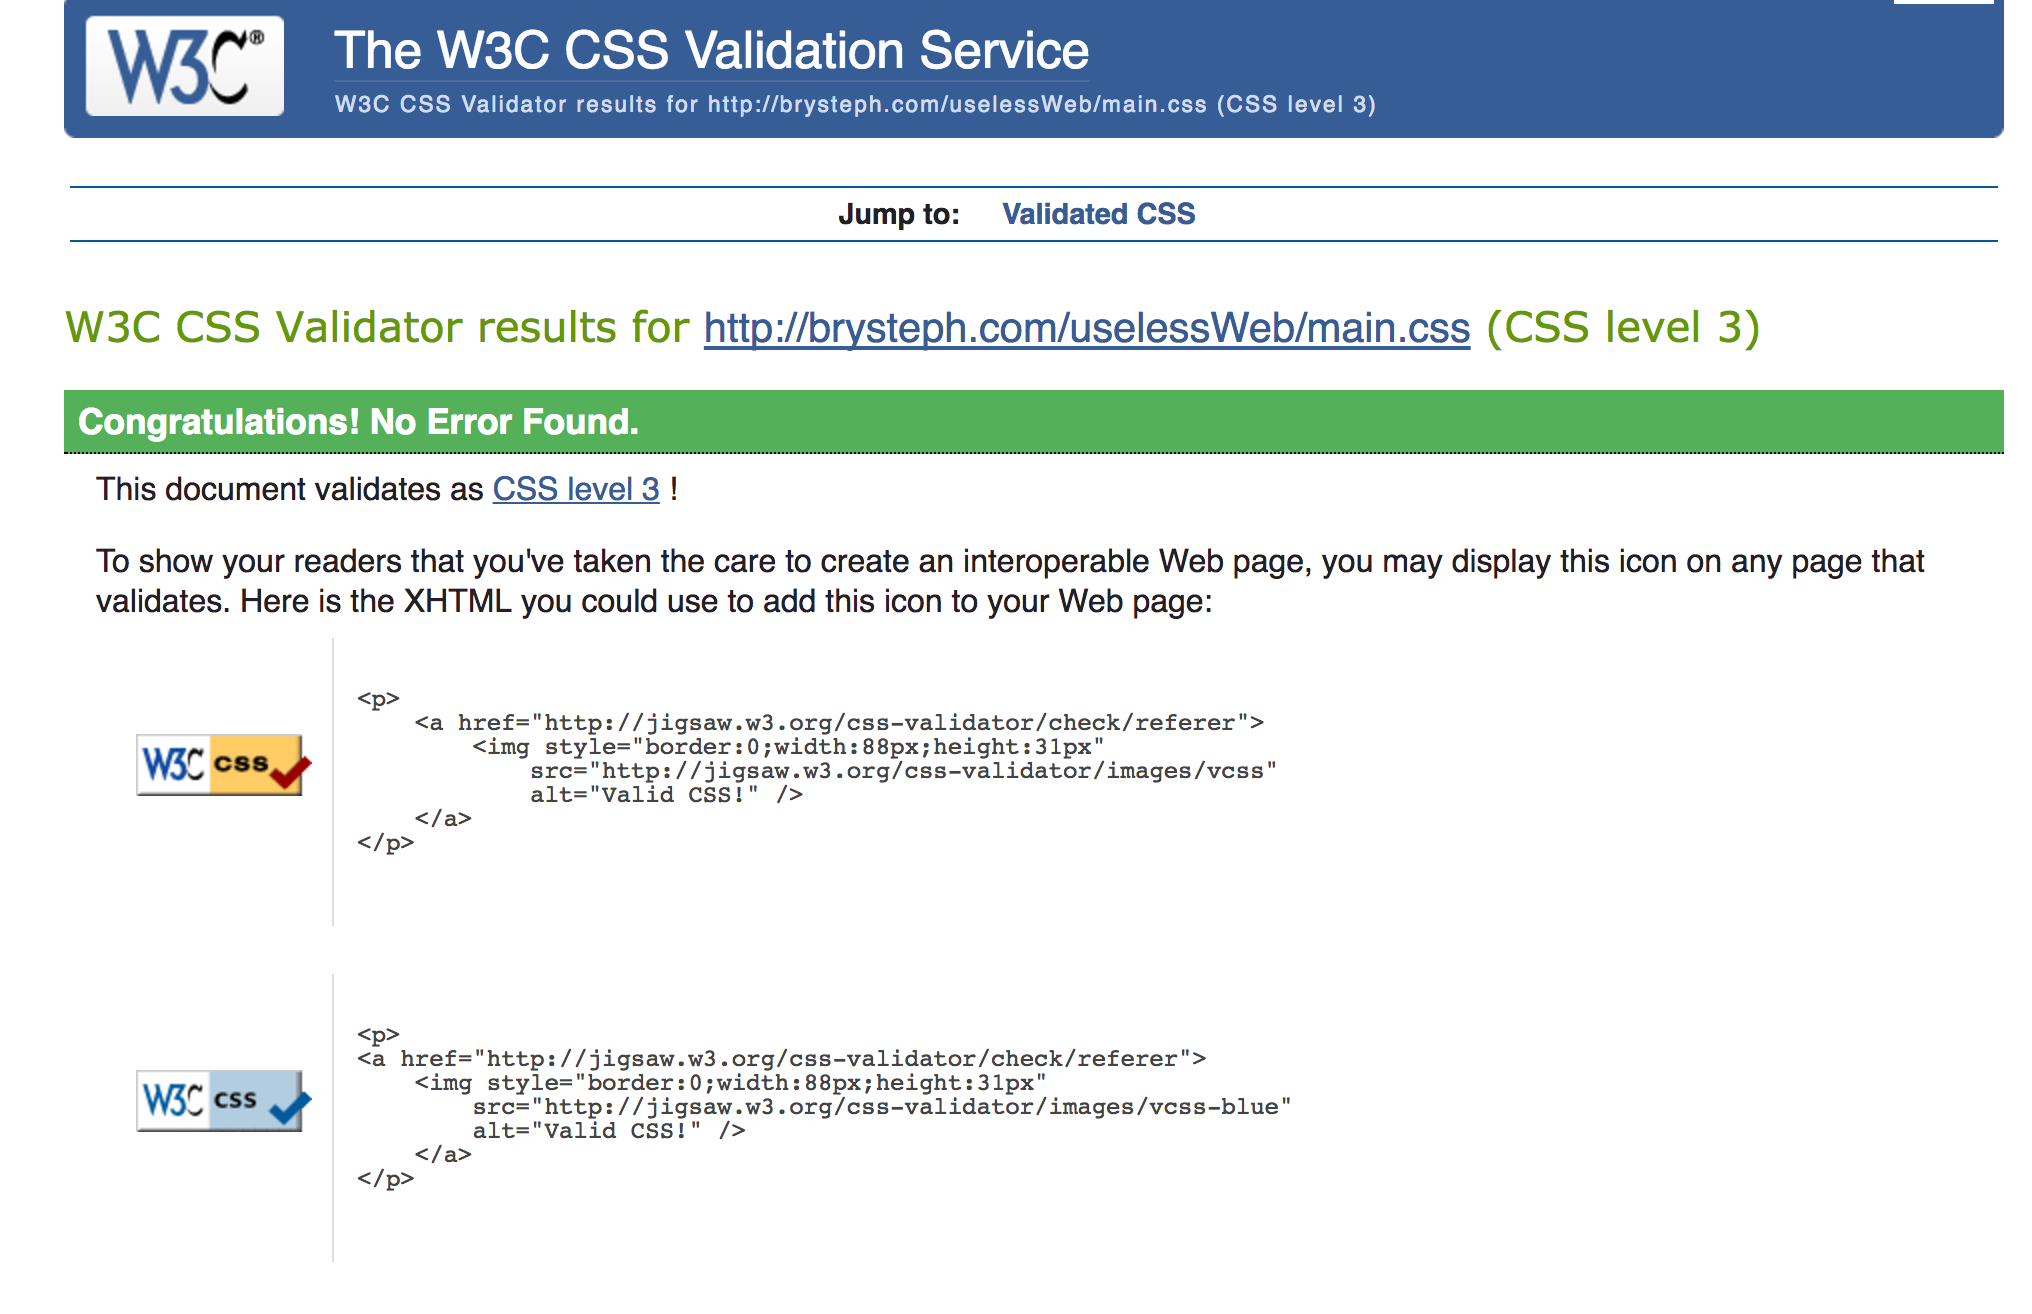 W3C®
The W3C CSS Validation Service
W3C CSS Validator results for http://brysteph.com/uselessWeb/main.css (CSS level 3)
Jump to: Validated CSS
W3C CSS Validator results for http://brysteph.com/uselessWeb/main.css (CSS level 3)
Congratulations! No Error Found.
This document validates as CSS level 3 !
To show your readers that you've taken the care to create an interoperable Web page, you may display this icon on any page that
validates. Here is the XHTML you could use to add this icon to your Web page:
W3C css
<p>
<a href="http://jigsaw.w3.org/css-validator/check/referer">
<img style="border:0;width:88px;height:31px"
src="http://jigsaw.w3.org/css-validator/images/vcss"
alt="Valid CSS!" />
</a>
</p>
W3C css
<p>
<a href="http://jigsaw.w3.org/css-validator/check/referer">
<img style="border:0;width:88px;height:31px"
src="http://jigsaw.w3.org/css-validator/images/vcss-blue"
alt="Valid CSS!" />
</a>
</p>